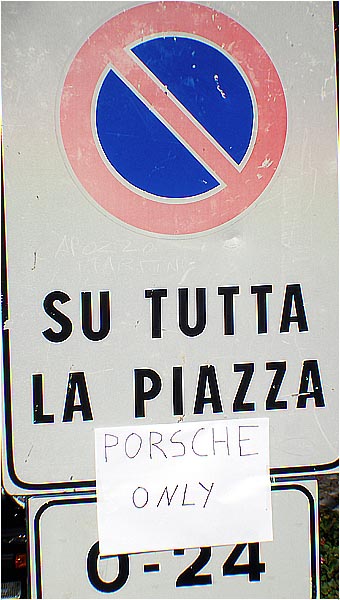 SU TUTTA
LA PIAZZA
PORSCHE
ONLY
0-24